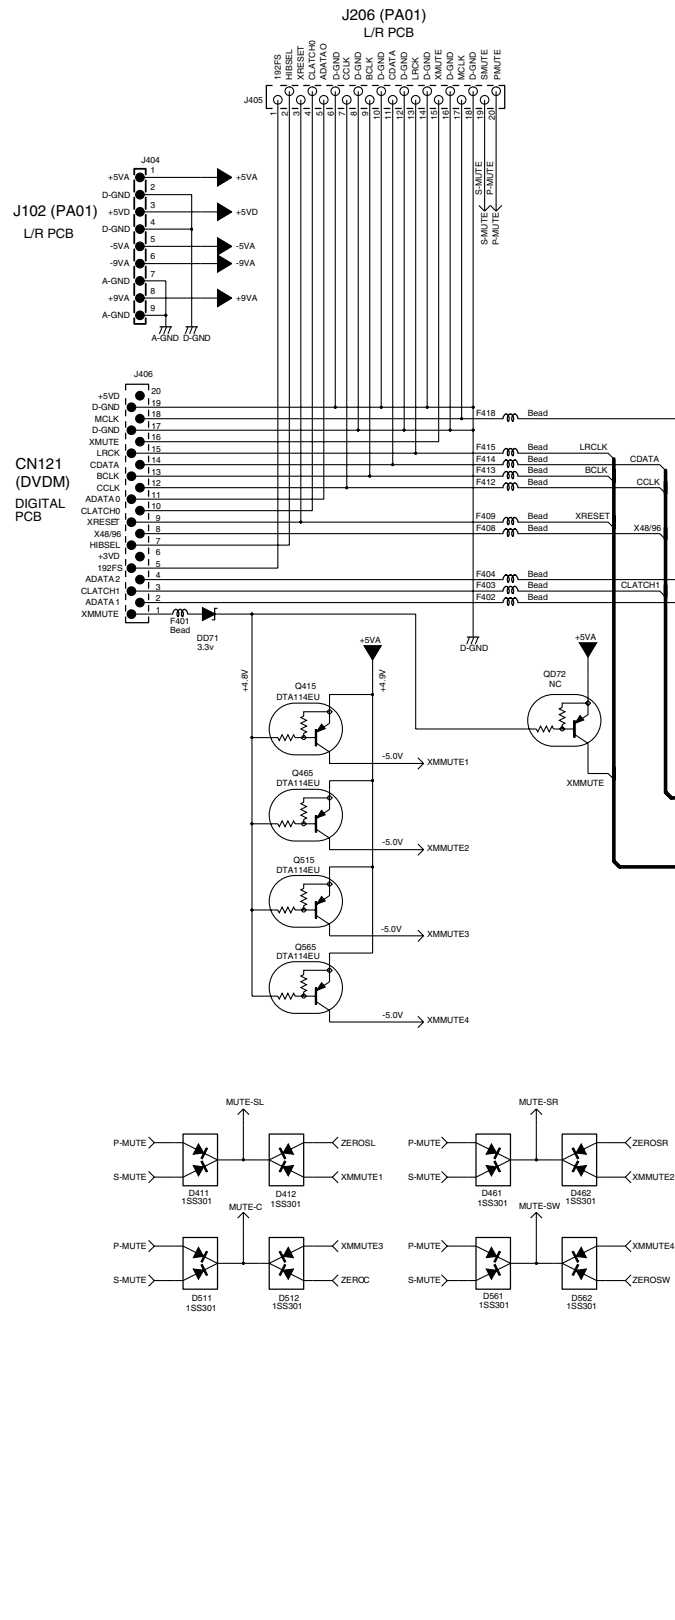 J206 (PA01)
L/R PCB
192FS
HIBSEL
XRESET
CLATCH0
ADATAO
D-GND
CCLK
D-GND
BCLK
D-GND
CDATA
D-GND
LRCK
D-GND
XMUTE
D-GND
MCLK
D-GND
SMUTE
PMUTE
J405
1 2 3 4 5 6 7 8 9 10 11 12 13 14 15 16 17 18 19 20
S-MUTE
P-MUTE
S-MUTE
P-MUTE
J404
J102 (PA01)
L/R PCB
+5VA 1 +5VA
D-GND 2
+5VD 3 +5VD
D-GND 4
-5VA 5 -5VA
-9VA 6 -9VA
A-GND 7
+9VA 8 +9VA
A-GND 9
A-GND D-GND
J406
CN121
(DVDM)
DIGITAL
PCB
+5VD 20
D-GND 19
MCLK 18 F418 Bead
D-GND 17
XMUTE 16
LRCK 15 F415 Bead LRCLK
CDATA 14 F414 Bead CDATA
BCLK 13 F413 Bead BCLK
CCLK 12 F412 Bead CCLK
ADATA0 11
CLATCH0 10
XRESET 9 F409 Bead XRESET
X48/96 8 F408 Bead X48/96
HIBSEL 7
+3VD 6
192FS 5
ADATA2 4 F404 Bead
CLATCH1 3 F403 Bead CLATCH1
ADATA1 2 F402 Bead
XMMUTE 1
F401
Bead
DD71
3.3v
D-GND
+5VA
+5VA
+4.8V
+4.9V
QD72
NC
XMMUTE
Q415
DTA114EU
-5.0V XMMUTE1
Q465
DTA114EU
-5.0V XMMUTE2
Q515
DTA114EU
-5.0V XMMUTE3
Q565
DTA114EU
-5.0V XMMUTE4
MUTE-SL
P-MUTE ZEROSL
S-MUTE XMMUTE1
D411
1SS301
D412
1SS301
MUTE-SR
P-MUTE ZEROSR
S-MUTE XMMUTE2
D461
1SS301
D462
1SS301
MUTE-C
P-MUTE XMMUTE3
S-MUTE ZEROC
D511
1SS301
D512
1SS301
MUTE-SW
P-MUTE XMMUTE4
S-MUTE ZEROSW
D561
1SS301
D562
1SS301